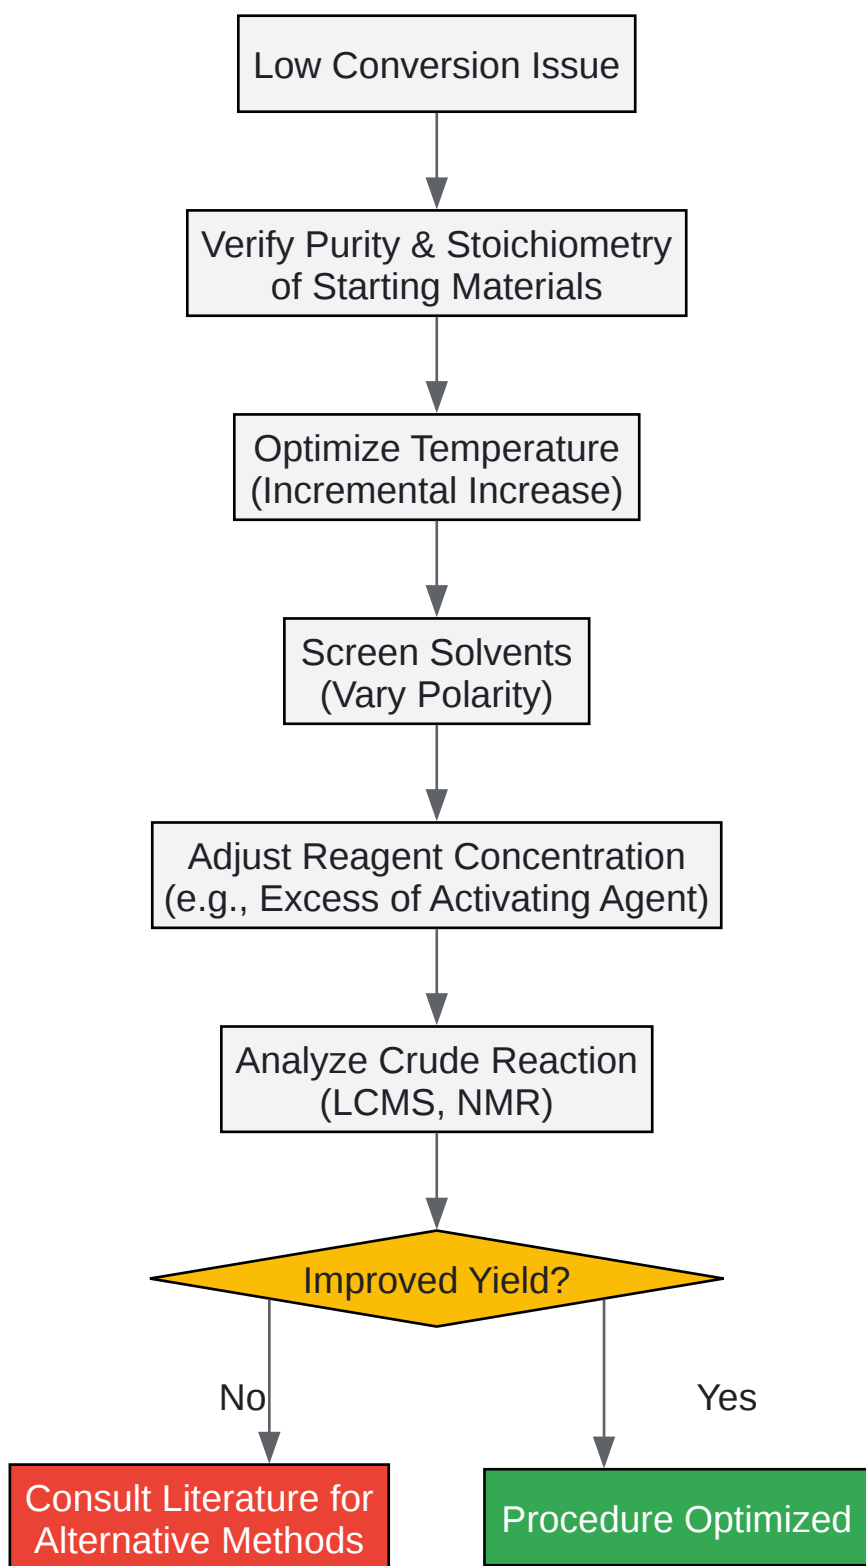 Low Conversion Issue
Verify Purity & Stoichiometry
of Starting Materials
Optimize Temperature
(Incremental Increase)
Screen Solvents
(Vary Polarity)
Adjust Reagent Concentration
(e.g., Excess of Activating Agent)
Analyze Crude Reaction
(LCMS, NMR)
Improved Yield?
No
Yes
Consult Literature for
Alternative Methods
Procedure Optimized